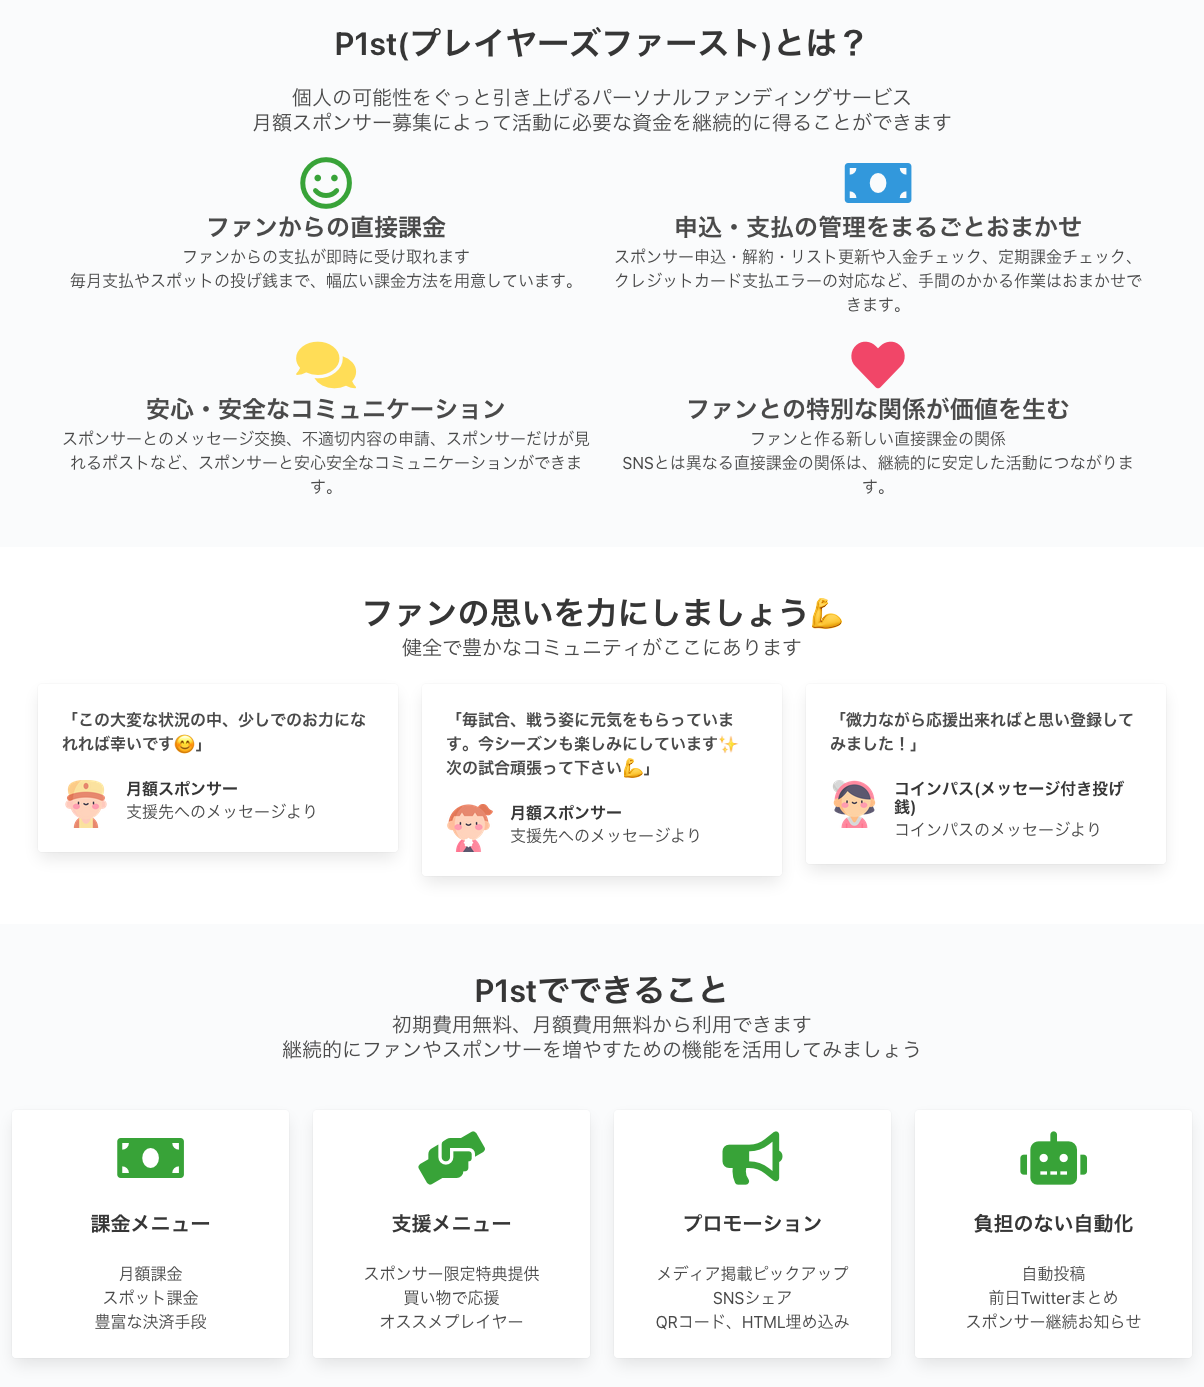 P1st(プレイヤーズファースト)とは？
個人の可能性をぐっと引き上げるパーソナルファンディングサービス
月額スポンサー募集によって活動に必要な資金を継続的に得ることができます
ファンからの直接課金
ファンからの支払が即時に受け取れます
毎月支払やスポットの投げ銭まで、幅広い課金方法を用意しています。
申込・支払の管理をまるごとおまかせ
スポンサー申込・解約・リスト更新や入金チェック、定期課金チェック、
クレジットカード支払エラーの対応など、手間のかかる作業はおまかせで
きます。
安心・安全なコミュニケーション
スポンサーとのメッセージ交換、不適切内容の申請、スポンサーだけが見
れるポストなど、スポンサーと安心安全なコミュニケーションができま
す。
ファンとの特別な関係が価値を生む
ファンと作る新しい直接課金の関係
SNSとは異なる直接課金の関係は、継続的に安定した活動につながりま
す。
ファンの思いを力にしましょう💪
健全で豊かなコミュニティがここにあります
「この大変な状況の中、少しでのお力にな
れれば幸いです😊」
月額スポンサー
支援先へのメッセージより
「毎試合、戦う姿に元気をもらっていま
す。今シーズンも楽しみにしています✨
次の試合頑張って下さい💪」
月額スポンサー
支援先へのメッセージより
「微力ながら応援出来ればと思い登録して
みました！」
コインパス(メッセージ付き投げ
銭)
コインパスのメッセージより
P1stでできること
初期費用無料、月額費用無料から利用できます
継続的にファンやスポンサーを増やすための機能を活用してみましょう
課金メニュー
月額課金
スポット課金
豊富な決済手段
支援メニュー
スポンサー限定特典提供
買い物で応援
オススメプレイヤー
プロモーション
メディア掲載ピックアップ
SNSシェア
QRコード、HTML埋め込み
負担のない自動化
自動投稿
前日Twitterまとめ
スポンサー継続お知らせ